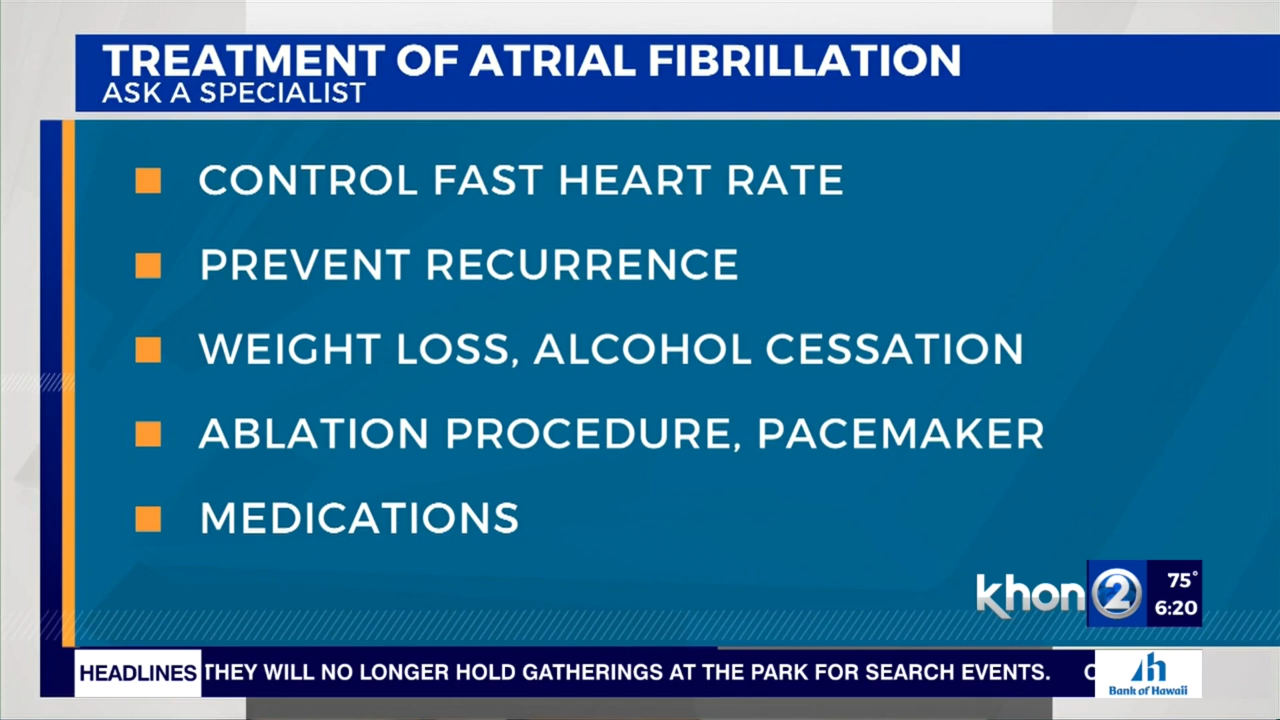 TREATMENT OF ATRIAL FIBRILLATION
ASK A SPECIALIST
CONTROL FAST HEART RATE
PREVENT RECURRENCE
WEIGHT LOSS, ALCOHOL CESSATION
ABLATION PROCEDURE, PACEMAKER
MEDICATIONS
khon 2
75°
6:20
HEADLINES THEY WILL NO LONGER HOLD GATHERINGS AT THE PARK FOR SEARCH EVENTS.
Bank of Hawaii